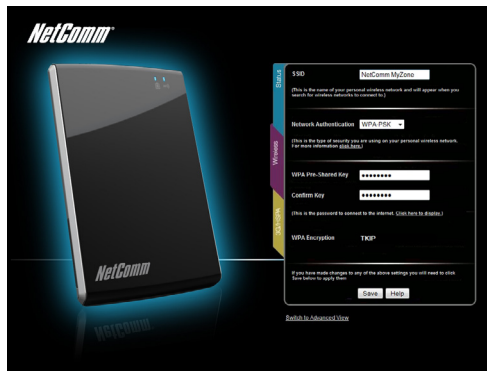 NetComm®
Status
SSID
NetComm MyZone
(This is the name of your personal wireless network and will appear when you
search for wireless networks to connect to.)
Network Authentication
WPA-PSK
(This is the type of security you are using on your personal wireless network.
For more information click here.)
Wireless
WPA Pre-Shared Key
••••••••
Confirm Key
••••••••
(This is the password to connect to the internet. Click here to display.)
WPA Encryption
TKIP
NetComm
If you have made changes to any of the above settings you will need to click
Save below to apply them
Save Help
Switch to Advanced View